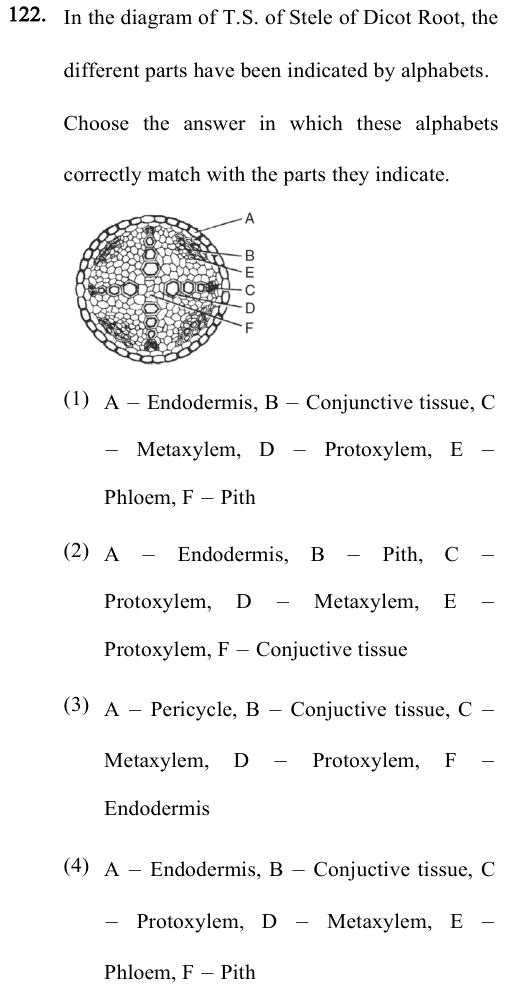 122. In the diagram of T.S. of Stele of Dicot Root, the
different parts have been indicated by alphabets.
Choose the answer in which these alphabets
correctly match with the parts they indicate.
A
B
E
C
D
F
(1) A – Endodermis, B – Conjunctive tissue, C
– Metaxylem, D – Protoxylem, E –
Phloem, F – Pith
(2) A – Endodermis, B – Pith, C –
Protoxylem, D – Metaxylem, E –
Protoxylem, F – Conjuctive tissue
(3) A – Pericycle, B – Conjuctive tissue, C –
Metaxylem, D – Protoxylem, F –
Endodermis
(4) A – Endodermis, B – Conjuctive tissue, C
– Protoxylem, D – Metaxylem, E –
Phloem, F – Pith